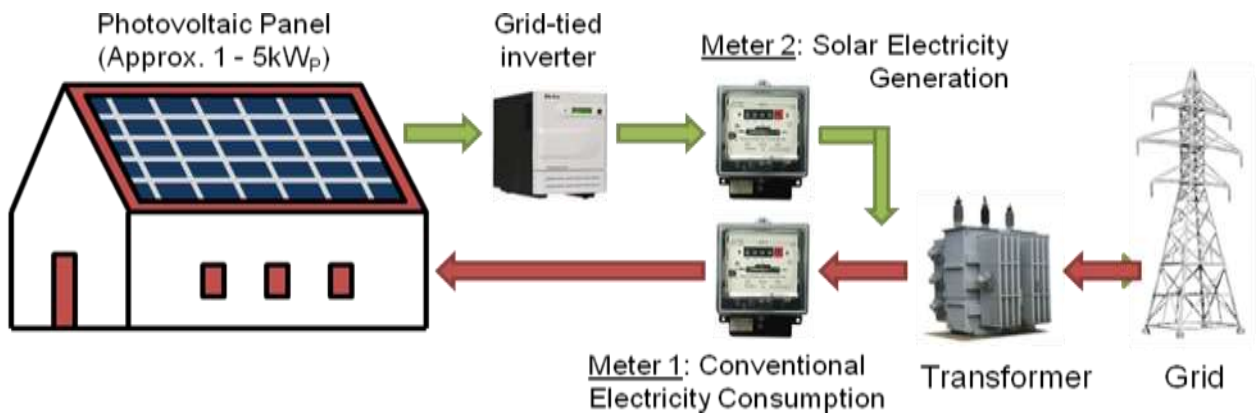 Photovoltaic Panel
(Approx. 1 - 5kWP)
Grid-tied
inverter
Meter 2: Solar Electricity
Generation
Meter 1: Conventional
Electricity Consumption
Transformer
Grid